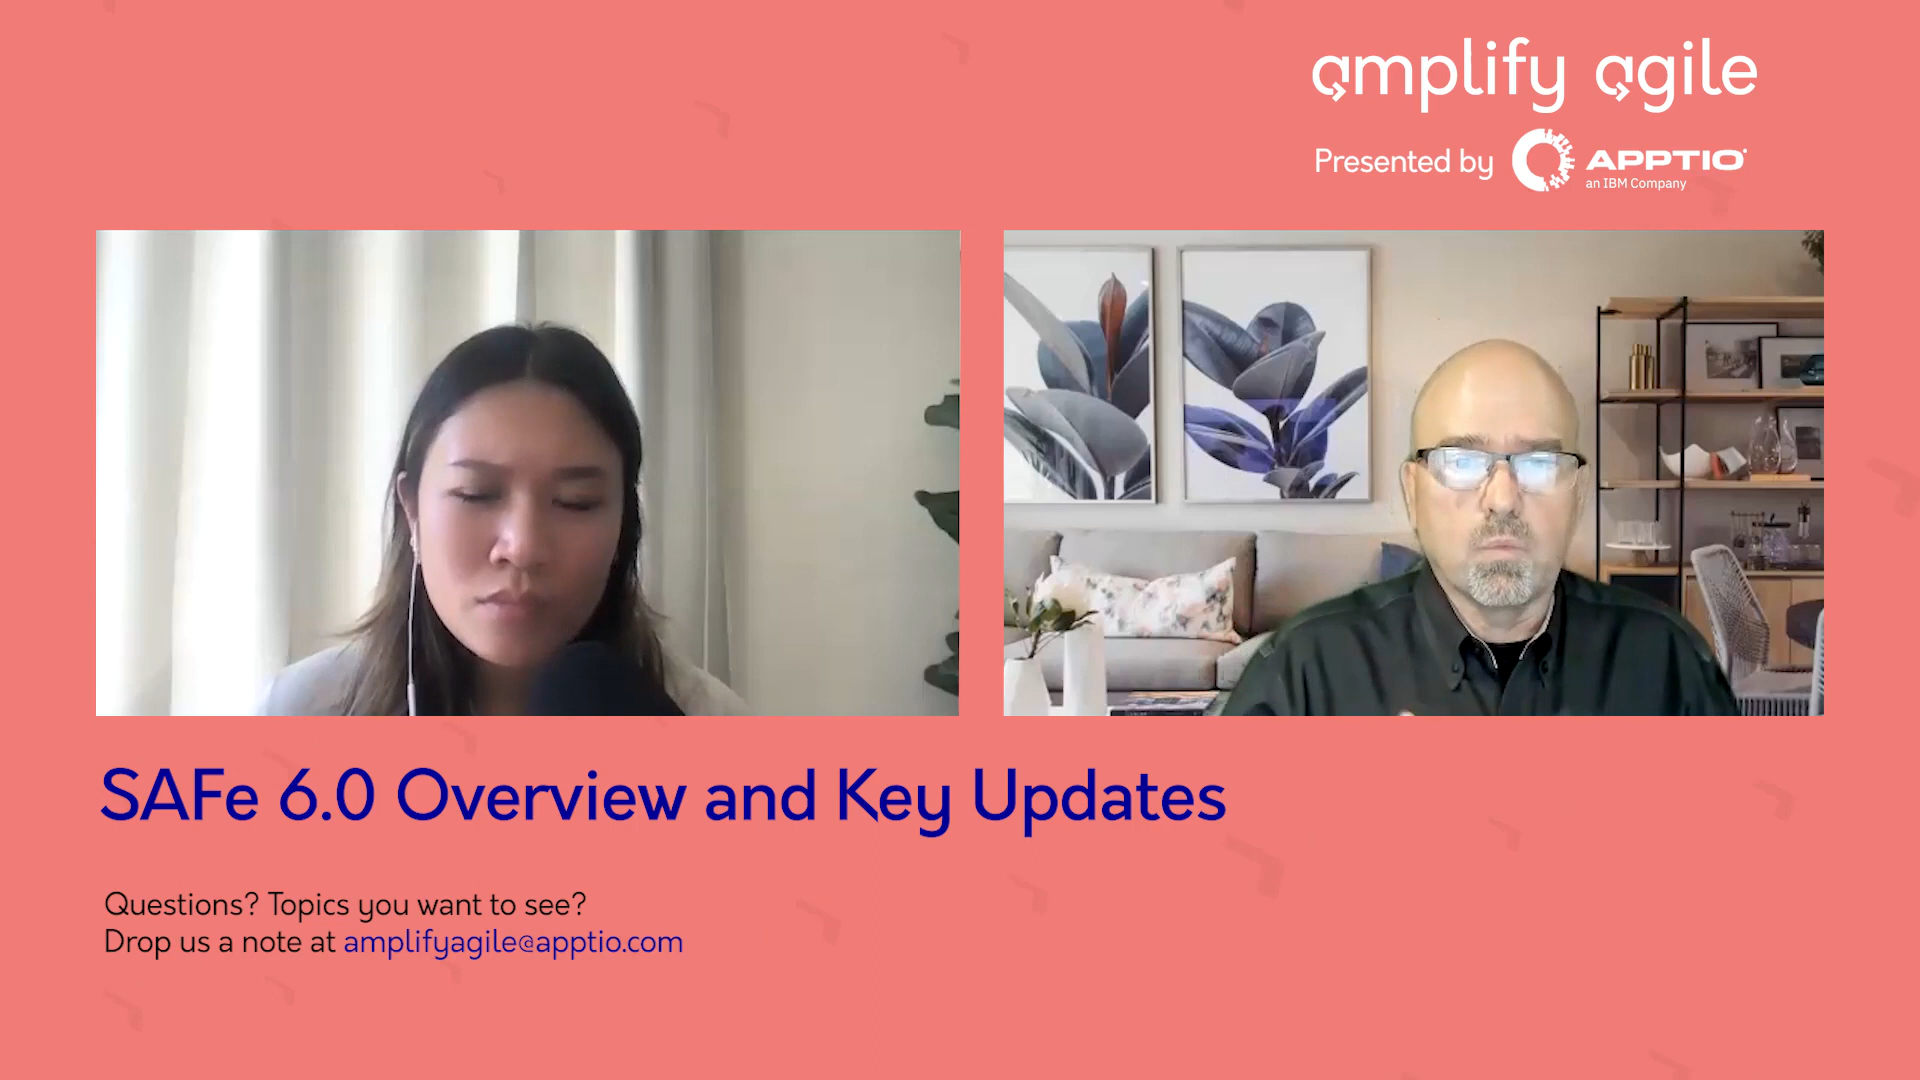 amplify agile
Presented by APPTIO
an IBM Company
SAFe 6.0 Overview and Key Updates
Questions? Topics you want to see?
Drop us a note at amplifyagile@apptio.com